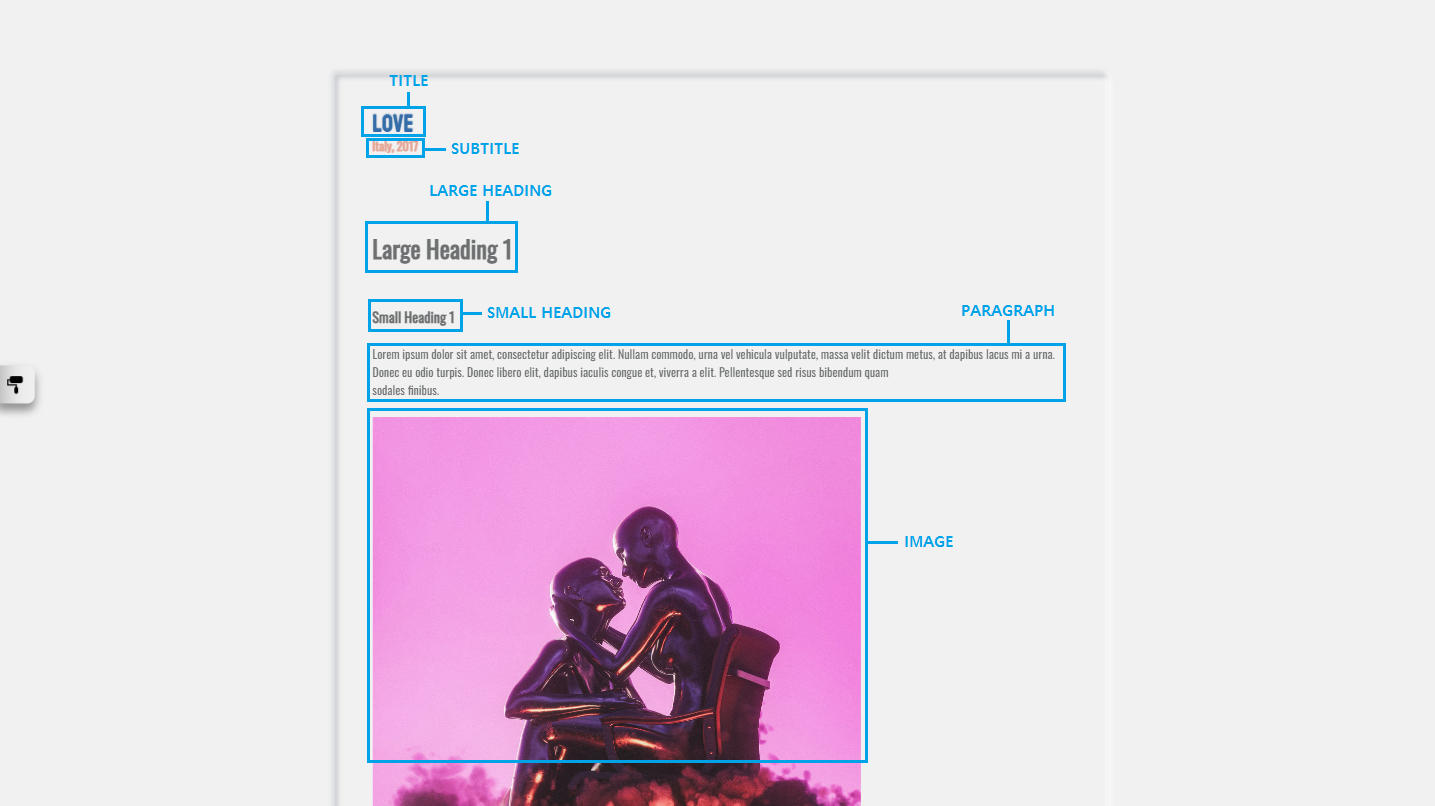 TITLE
LOVE
Italy, 2017
SUBTITLE
LARGE HEADING
Large Heading 1
Small Heading 1
SMALL HEADING
PARAGRAPH
Lorem ipsum dolor sit amet, consectetur adipiscing elit. Nullam commodo, urna vel vehicula vulputate, massa velit dictum metus, at dapibus lacus mi a urna.
Donec eu odio turpis. Donec libero elit, dapibus iaculis congue et, viverra a elit. Pellentesque sed risus bibendum quam
sodales finibus.
IMAGE